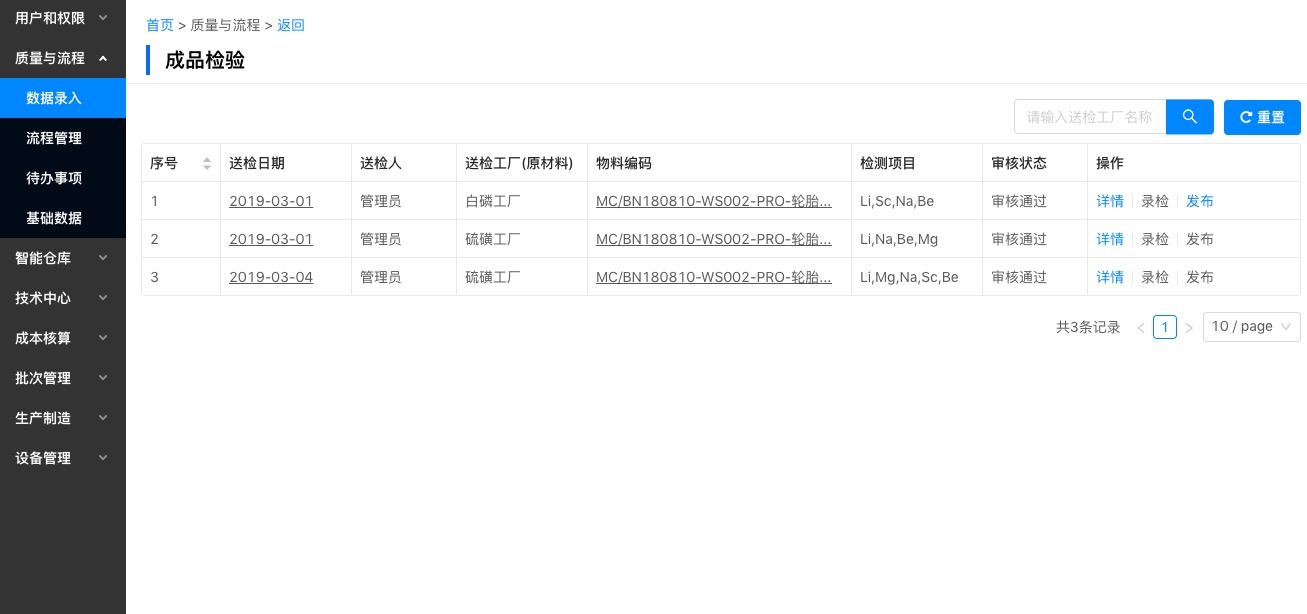 用户和权限
质量与流程
数据录入
流程管理
待办事项
基础数据
智能仓库
技术中心
成本核算
批次管理
生产制造
设备管理
首页 > 质量与流程 > 返回
成品检验
请输入送检工厂名称
重置
序号 送检日期 送检人 送检工厂(原材料) 物料编码 检测项目 审核状态 操作
1 2019-03-01 管理员 白磷工厂 MC/BN180810-WS002-PRO-轮胎... Li,Sc,Na,Be 审核通过 详情 录检 发布
2 2019-03-01 管理员 硫磺工厂 MC/BN180810-WS002-PRO-轮胎... Li,Na,Be,Mg 审核通过 详情 录检 发布
3 2019-03-04 管理员 硫磺工厂 MC/BN180810-WS002-PRO-轮胎... Li,Mg,Na,Sc,Be 审核通过 详情 录检 发布
共3条记录 < 1 > 10 / page